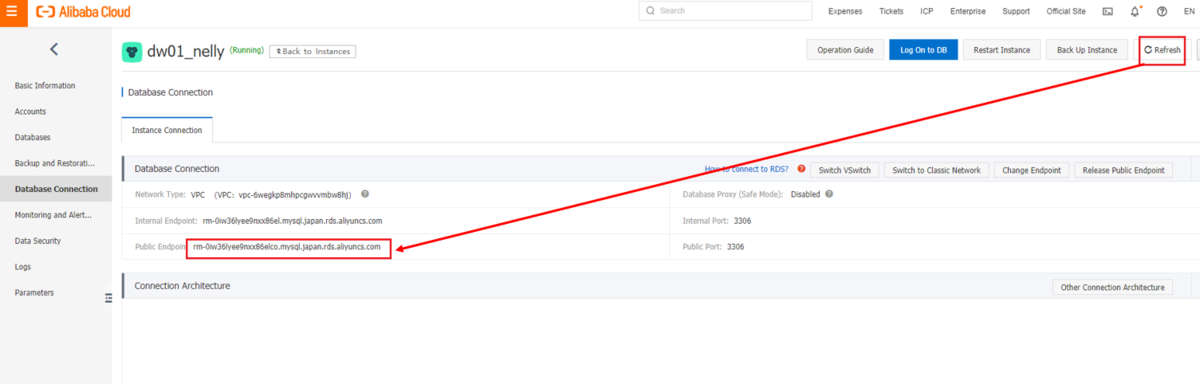 Alibaba Cloud
Search
Expenses Tickets ICP Enterprise Support Official Site EN
dw01_nelly (Running) Back to Instances
Operation Guide Log On to DB Restart Instance Back Up Instance Refresh
Basic Information
Accounts
Databases
Backup and Restorati...
Database Connection
Monitoring and Alert...
Data Security
Logs
Parameters
Database Connection
Instance Connection
Database Connection How to connect to RDS? Switch VSwitch Switch to Classic Network Change Endpoint Release Public Endpoint
Network Type: VPC (VPC: vpc-6wegkp8mhpcgwvvmbw8hj) Database Proxy (Safe Mode): Disabled
Internal Endpoint: rm-0iw36lyee9nxx86el.mysql.japan.rds.aliyuncs.com Internal Port: 3306
Public Endpoin rm-0iw36lyee9nxx86elco.mysql.japan.rds.aliyuncs.com Public Port: 3306
Connection Architecture Other Connection Architecture